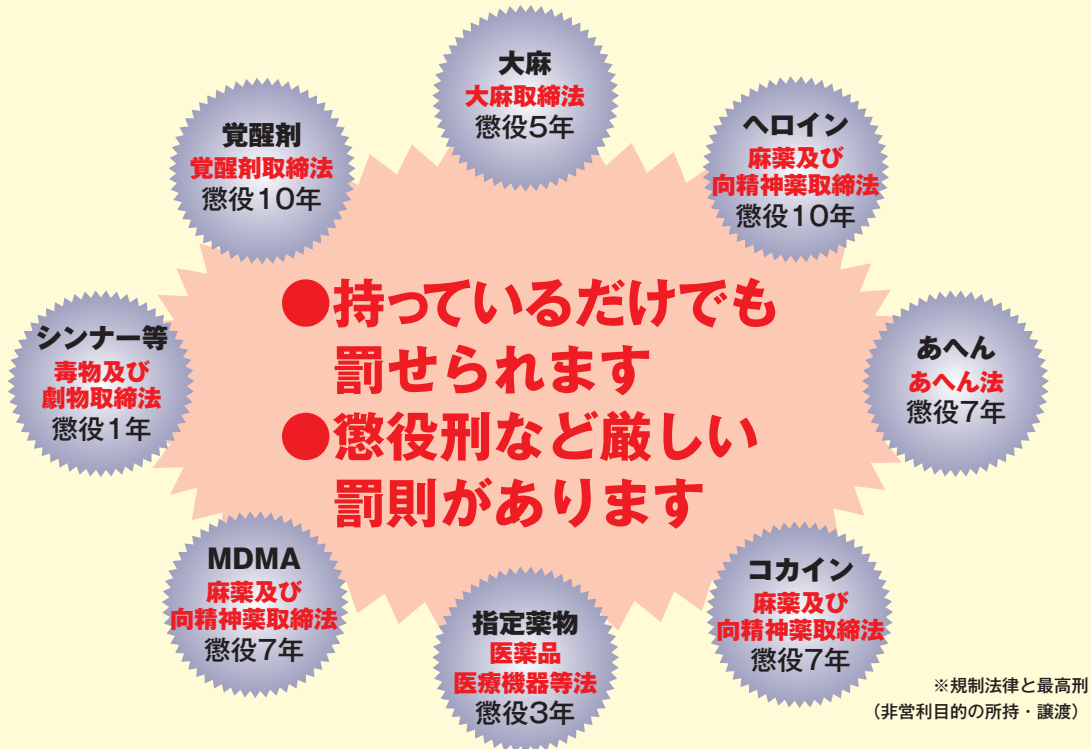 大麻
大麻取締法
懲役5年
覚醒剤
覚醒剤取締法
懲役10年
ヘロイン
麻薬及び
向精神薬取締法
懲役10年
●持っているだけでも
罰せられます
●懲役刑など厳しい
罰則があります
シンナー等
毒物及び
劇物取締法
懲役1年
あへん
あへん法
懲役7年
MDMA
麻薬及び
向精神薬取締法
懲役7年
指定薬物
医薬品
医療機器等法
懲役3年
コカイン
麻薬及び
向精神薬取締法
懲役7年
※規制法律と最高刑
(非営利目的の所持・譲渡)